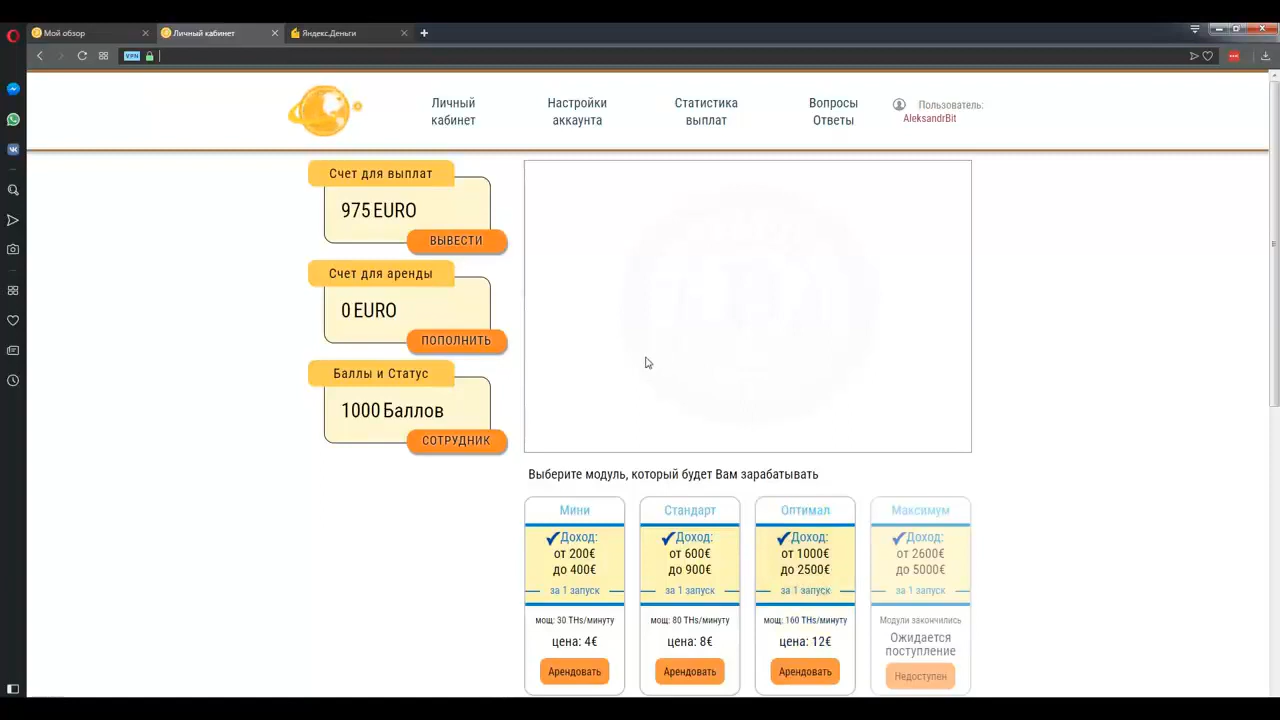 Мой обзор
Личный кабинет
Яндекс.Деньги
VPN
Личный
кабинет
Настройки
аккаунта
Статистика
выплат
Вопросы
Ответы
Пользователь:
AleksandrBit
Счет для выплат
975 EURO
ВЫВЕСТИ
Счет для аренды
0 EURO
ПОПОЛНИТЬ
Баллы и Статус
1000 Баллов
СОТРУДНИК
Выберите модуль, который будет Вам зарабатывать
Мини
Доход:
от 200€
до 400€
за 1 запуск
мощ: 30 THs/минуту
цена: 4€
Арендовать
Стандарт
Доход:
от 600€
до 900€
за 1 запуск
мощ: 80 THs/минуту
цена: 8€
Арендовать
Оптимал
Доход:
от 1000€
до 2500€
за 1 запуск
мощ: 160 THs/минуту
цена: 12€
Арендовать
Максимум
Доход:
от 2600€
до 5000€
за 1 запуск
Модули закончились
Ожидается
поступление
Недоступен